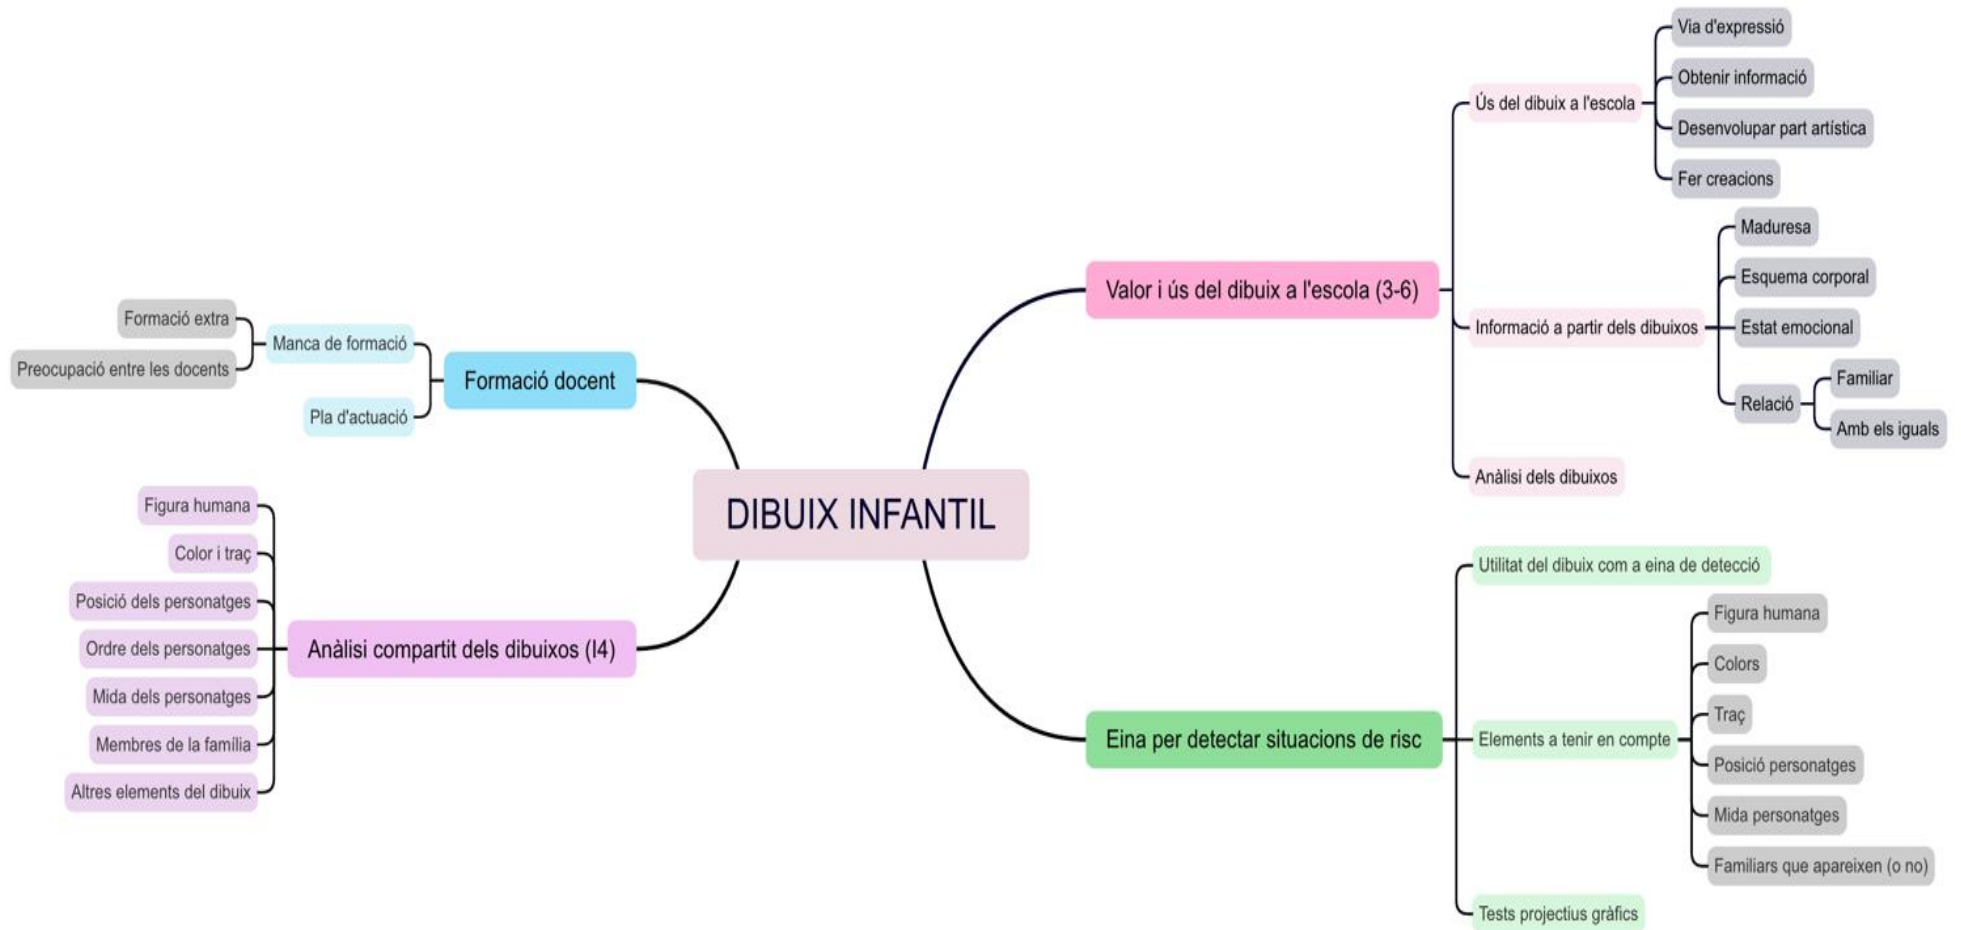 DIBUIX INFANTIL
Valor i ús del dibuix a l'escola (3-6)
Ús del dibuix a l'escola
Via d'expressió
Obtenir informació
Desenvolupar part artística
Fer creacions
Informació a partir dels dibuixos
Maduresa
Esquema corporal
Estat emocional
Relació
Familiar
Amb els iguals
Anàlisi dels dibuixos
Eina per detectar situacions de risc
Utilitat del dibuix com a eina de detecció
Elements a tenir en compte
Figura humana
Colors
Traç
Posició personatges
Mida personatges
Familiars que apareixen (o no)
Tests projectius gràfics
Formació docent
Manca de formació
Formació extra
Preocupació entre les docents
Pla d'actuació
Anàlisi compartit dels dibuixos (I4)
Figura humana
Color i traç
Posició dels personatges
Ordre dels personatges
Mida dels personatges
Membres de la família
Altres elements del dibuix